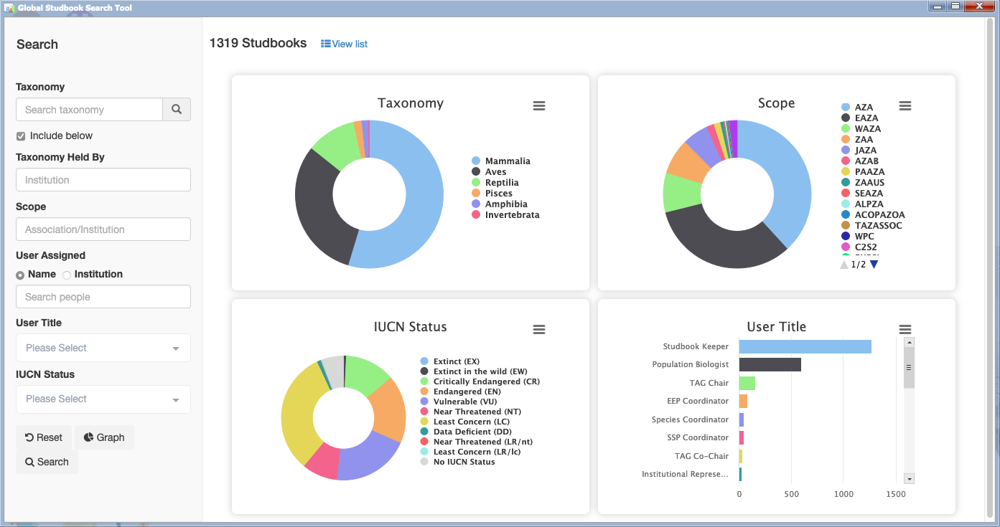 Global Studbook Search Tool
Search
Taxonomy
Search taxonomy
Include below
Taxonomy Held By
Institution
Scope
Association/Institution
User Assigned
Name Institution
Search people
User Title
Please Select
IUCN Status
Please Select
Reset Graph
Search
1319 Studbooks View list
Taxonomy
Mammalia
Aves
Reptilia
Pisces
Amphibia
Invertebrata
Scope
AZA
EAZA
WAZA
ZAA
JAZA
AZAB
PAAZA
ZAAUS
SEAZA
ALPZA
ACOPAZOA
TAZASSOC
WPC
C2S2
1/2
IUCN Status
Extinct (EX)
Extinct in the wild (EW)
Critically Endangered (CR)
Endangered (EN)
Vulnerable (VU)
Near Threatened (NT)
Least Concern (LC)
Data Deficient (DD)
Near Threatened (LR/nt)
Least Concern (LR/lc)
No IUCN Status
User Title
Studbook Keeper
Population Biologist
TAG Chair
EEP Coordinator
Species Coordinator
SSP Coordinator
TAG Co-Chair
Institutional Represe...
0 500 1000 1500